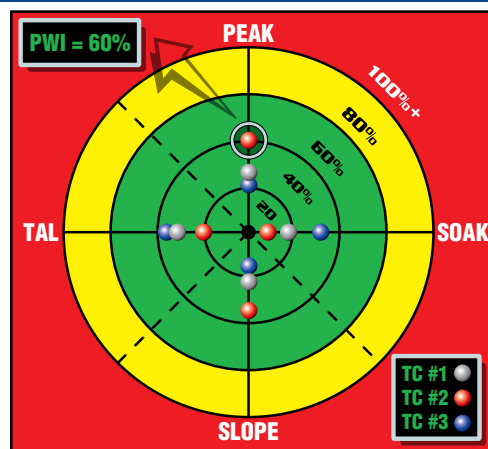 PWI = 60%
PEAK
100%+
80%
60%
40%
20
TAL
SOAK
SLOPE
TC #1
TC #2
TC #3